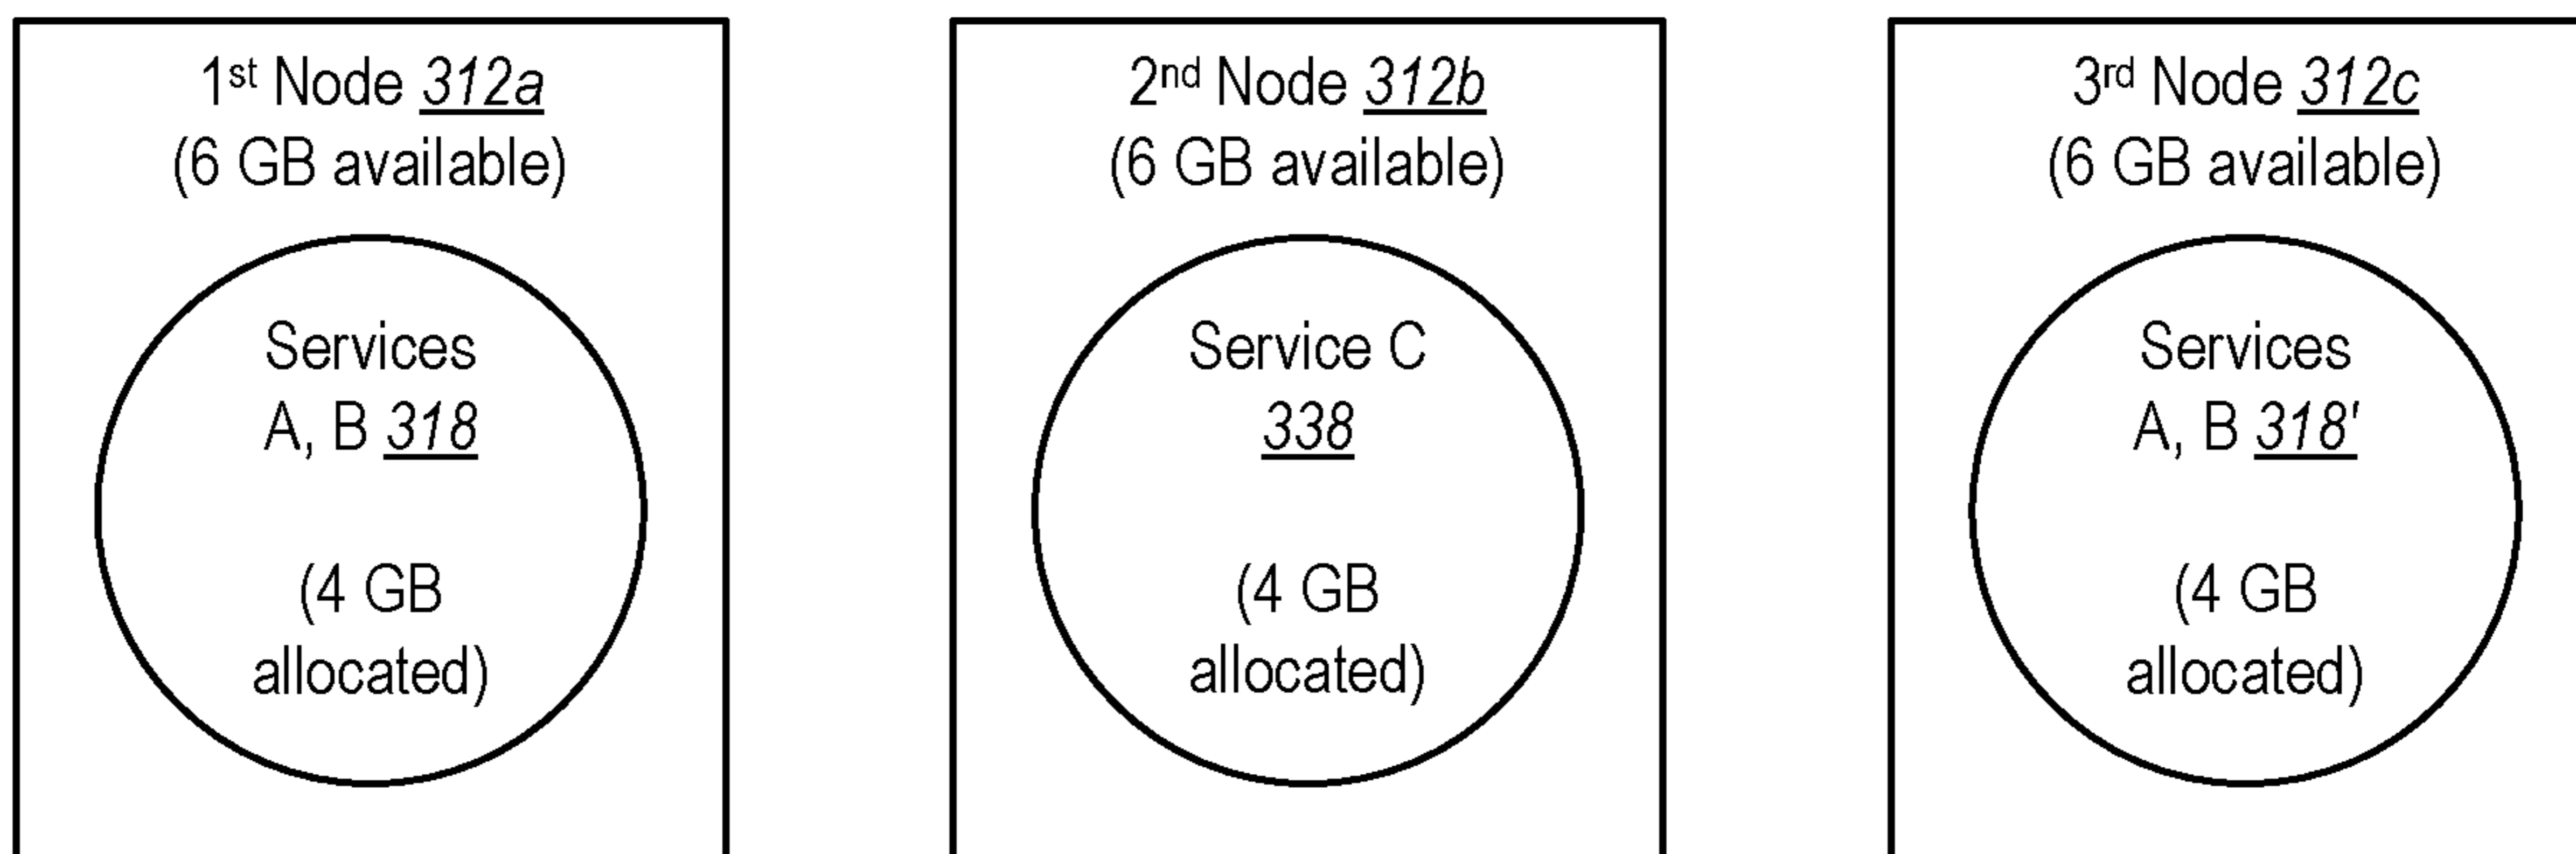 1st Node 312a
(6 GB available)
Services
A, B 318
(4 GB
allocated)
2nd Node 312b
(6 GB available)
Service C
338
(4 GB
allocated)
3rd Node 312c
(6 GB available)
Services
A, B 318'
(4 GB
allocated)